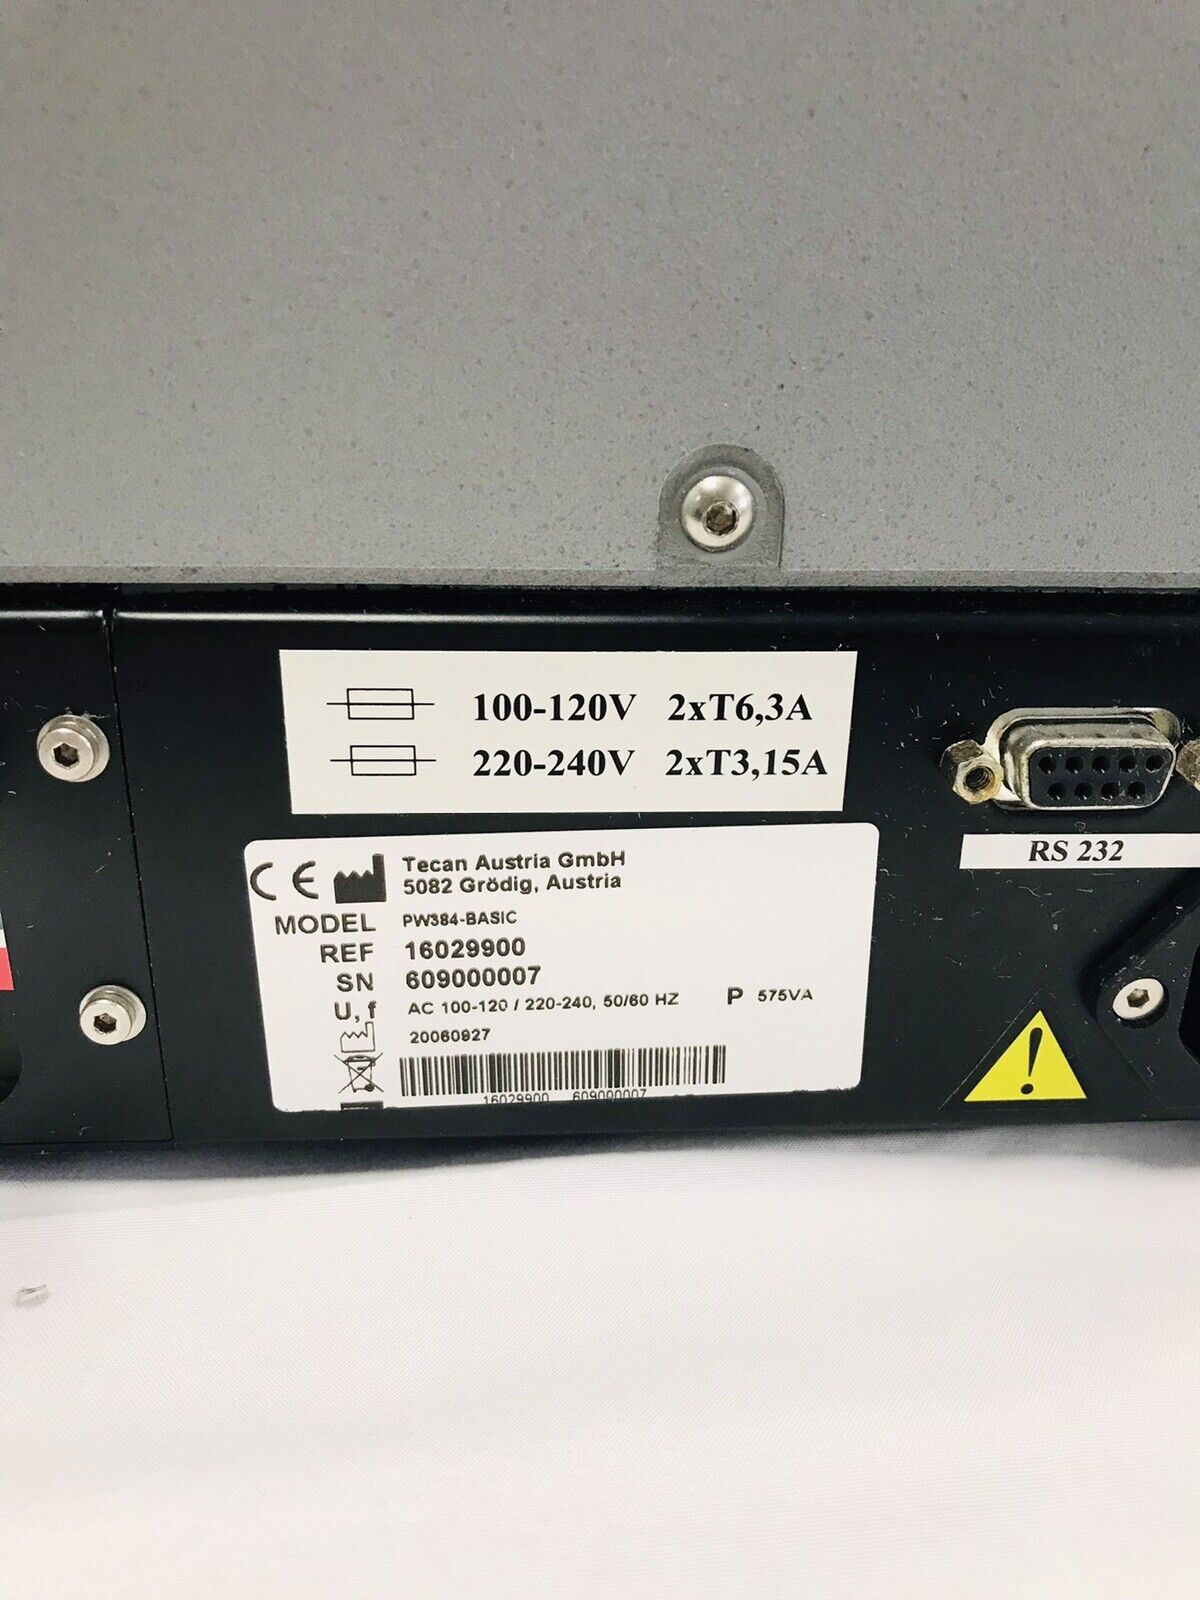 100-120V 2xT6,3A
220-240V 2xT3,15A
RS 232
CE Tecan Austria GmbH
5082 Grödig, Austria
MODEL PW384-BASIC
REF 16029900
SN 609000007
U, f AC 100-120 / 220-240, 50/60 HZ P 575VA
20060927
16029900 609000007